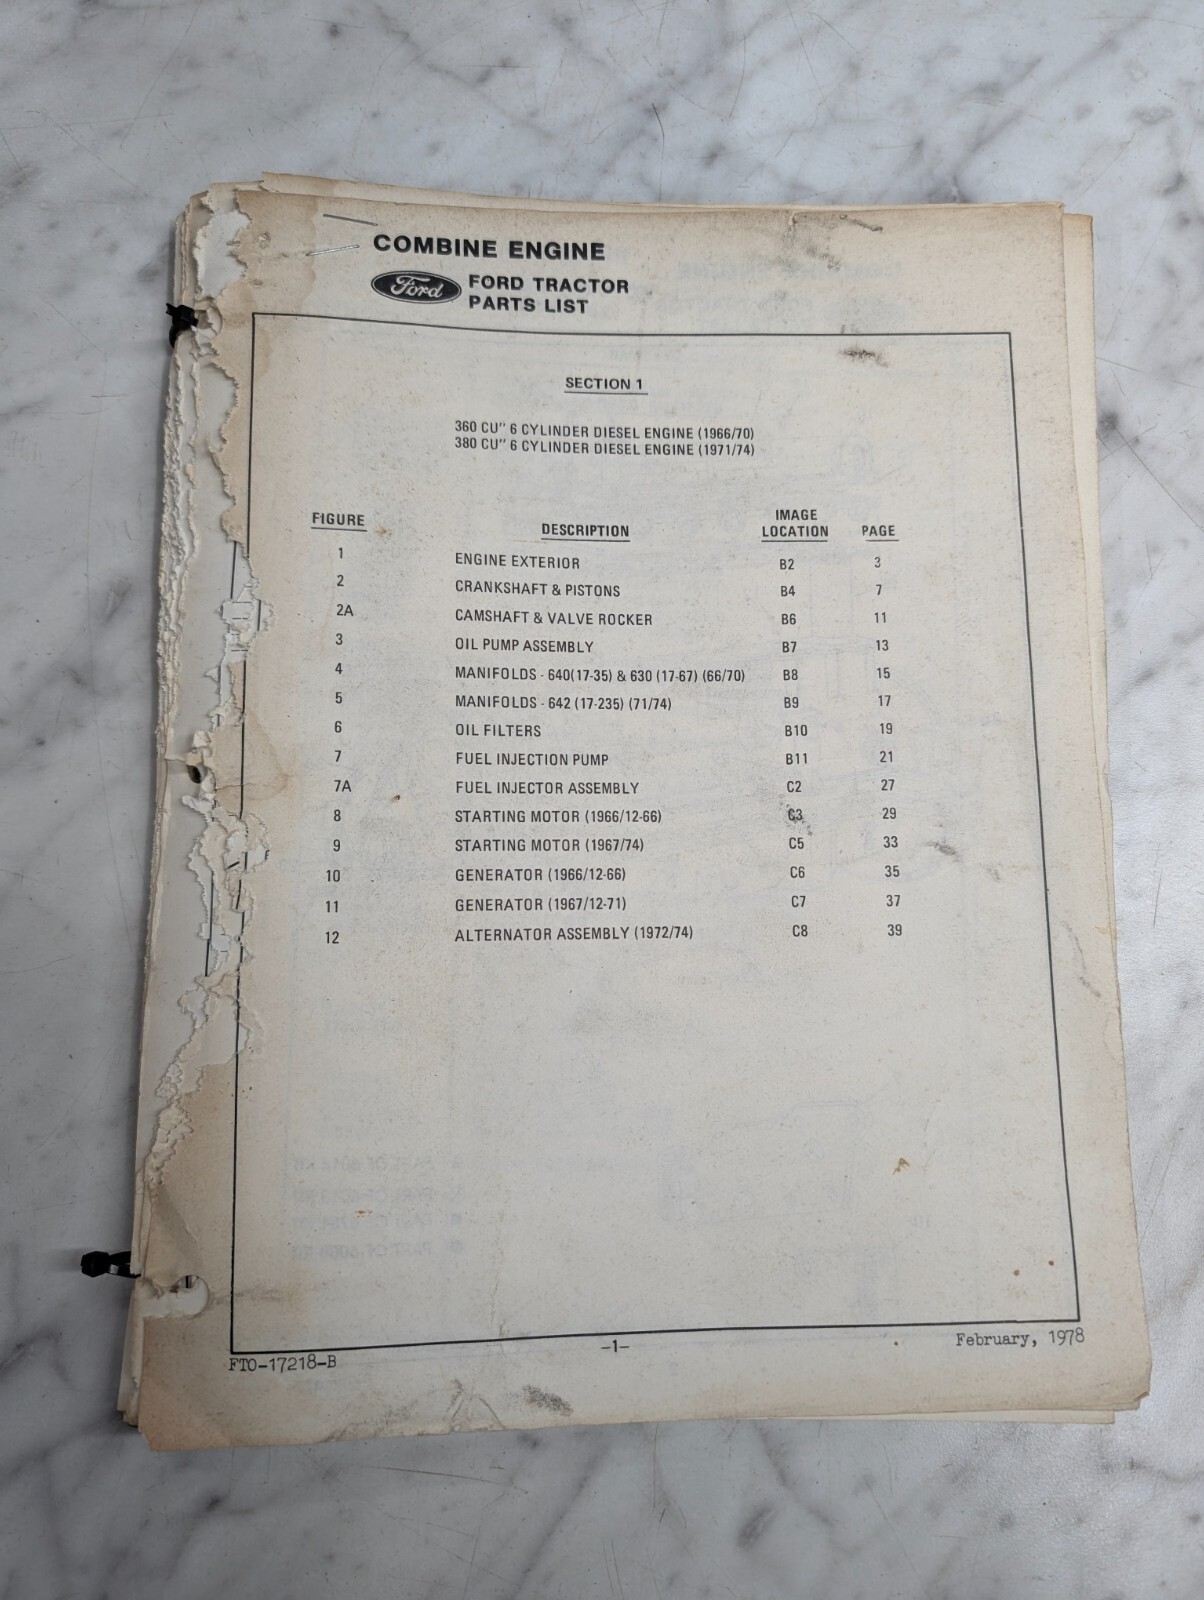 COMBINE ENGINE
Ford FORD TRACTOR
PARTS LIST
SECTION 1
360 CU" 6 CYLINDER DIESEL ENGINE (1966/70)
380 CU" 6 CYLINDER DIESEL ENGINE (1971/74)
FIGURE DESCRIPTION IMAGE LOCATION PAGE
1 ENGINE EXTERIOR B2 3
2 CRANKSHAFT & PISTONS B4 7
2A CAMSHAFT & VALVE ROCKER B6 11
3 OIL PUMP ASSEMBLY B7 13
4 MANIFOLDS - 640(17-35) & 630 (17-67) (66/70) B8 15
5 MANIFOLDS - 642 (17-235) (71/74) B9 17
6 OIL FILTERS B10 19
7 FUEL INJECTION PUMP B11 21
7A FUEL INJECTOR ASSEMBLY C2 27
8 STARTING MOTOR (1966/12-66) C3 29
9 STARTING MOTOR (1967/74) C5 33
10 GENERATOR (1966/12-66) C6 35
11 GENERATOR (1967/12-71) C7 37
12 ALTERNATOR ASSEMBLY (1972/74) C8 39
FTO-17218-B -1- February, 1978